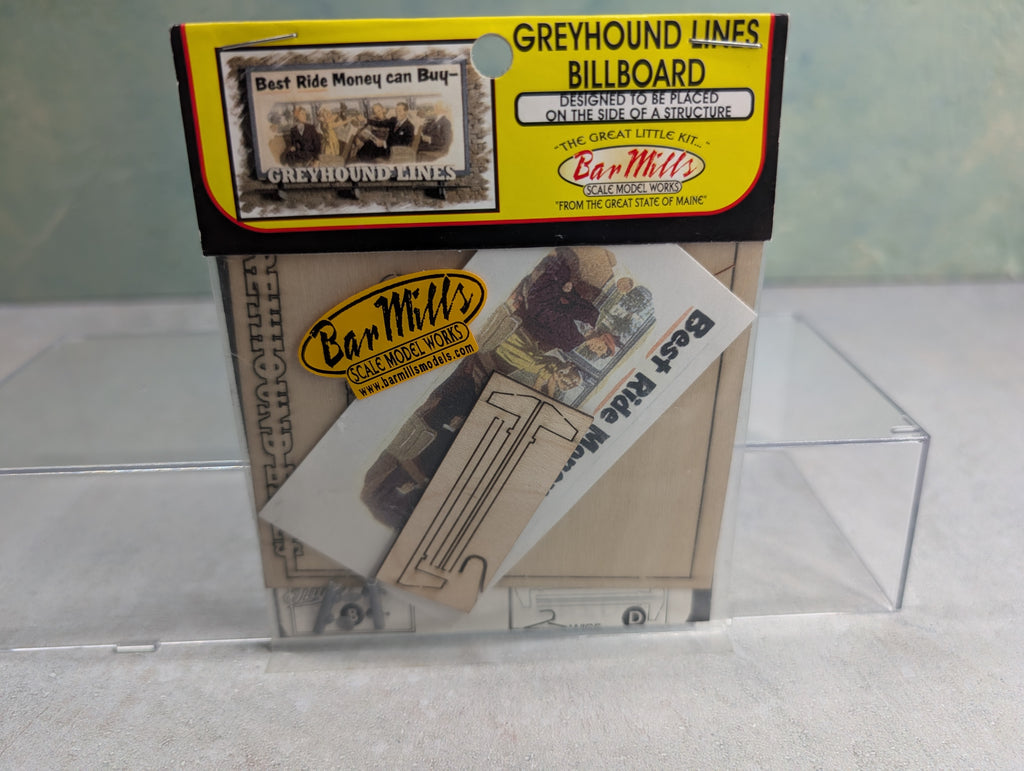 GREYHOUND LINES
BILLBOARD
DESIGNED TO BE PLACED
ON THE SIDE OF A STRUCTURE
"THE GREAT LITTLE KIT... "
Bar Mills
SCALE MODEL WORKS
"FROM THE GREAT STATE OF MAINE"
Best Ride Money can Buy—
GREYHOUND LINES
Bar Mills
SCALE MODEL WORKS
www.barmillsmodels.com
Best Ride Money
8
D